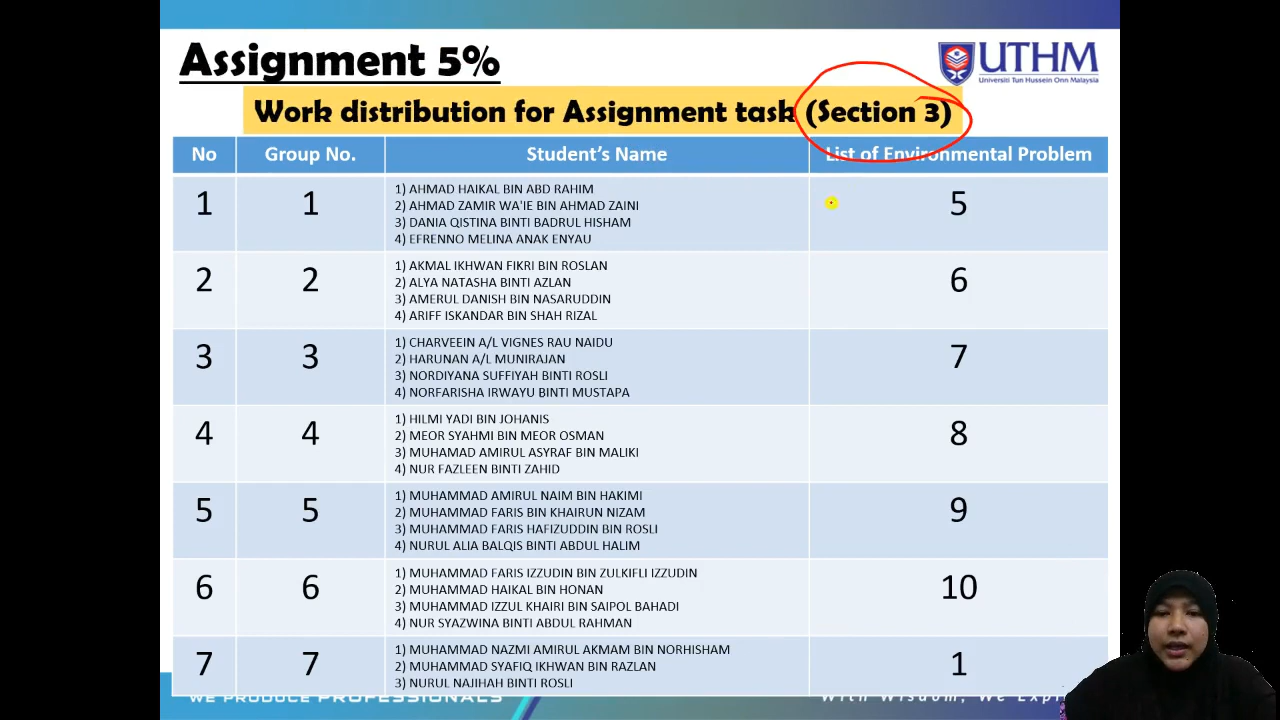 Assignment 5%
UTHM
Universiti Tun Hussein Onn Malaysia
Work distribution for Assignment task (Section 3)
No Group No. Student's Name List of Environmental Problem
1 1 5
1) AHMAD HAIKAL BIN ABD RAHIM
2) AHMAD ZAMIR WA'IE BIN AHMAD ZAINI
3) DANIA QISTINA BINTI BADRUL HISHAM
4) EFRENNO MELINA ANAK ENYAU
2 2 6
1) AKMAL IKHWAN FIKRI BIN ROSLAN
2) ALYA NATASHA BINTI AZLAN
3) AMERUL DANISH BIN NASARUDDIN
4) ARIFF ISKANDAR BIN SHAH RIZAL
3 3 7
1) CHARVEEIN A/L VIGNES RAU NAIDU
2) HARUNAN A/L MUNIRAJAN
3) NORDIYANA SUFFIYAH BINTI ROSLI
4) NORFARISHA IRWAYU BINTI MUSTAPA
4 4 8
1) HILMI YADI BIN JOHANIS
2) MEOR SYAHMI BIN MEOR OSMAN
3) MUHAMAD AMIRUL ASYRAF BIN MALIKI
4) NUR FAZLEEN BINTI ZAHID
5 5 9
1) MUHAMMAD AMIRUL NAIM BIN HAKIMI
2) MUHAMMAD FARIS BIN KHAIRUN NIZAM
3) MUHAMMAD FARIS HAFIZUDDIN BIN ROSLI
4) NURUL ALIA BALQIS BINTI ABDUL HALIM
6 6 10
1) MUHAMMAD FARIS IZZUDIN BIN ZULKIFLI IZZUDIN
2) MUHAMMAD HAIKAL BIN HONAN
3) MUHAMMAD IZZUL KHAIRI BIN SAIPOL BAHADI
4) NUR SYAZWINA BINTI ABDUL RAHMAN
7 7 1
1) MUHAMMAD NAZMI AMIRUL AKMAM BIN NORHISHAM
2) MUHAMMAD SYAFIQ IKHWAN BIN RAZLAN
3) NURUL NAJIHAH BINTI ROSLI
WE PRODUCE PROFESSIONALS
With Wisdom, We